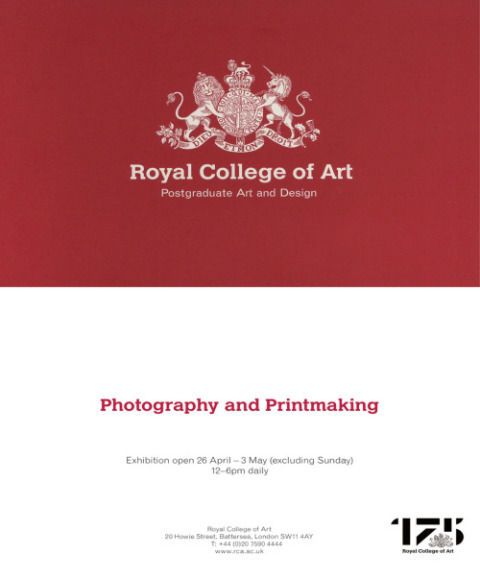 DIEU ET MON DROIT
Royal College of Art
Postgraduate Art and Design
Photography and Printmaking
Exhibition open 26 April – 3 May (excluding Sunday)
12–6pm daily
Royal College of Art
20 Howie Street, Battersea, London SW11 4AY
T: +44 (0)20 7590 4444
www.rca.ac.uk
175
Royal College of Art